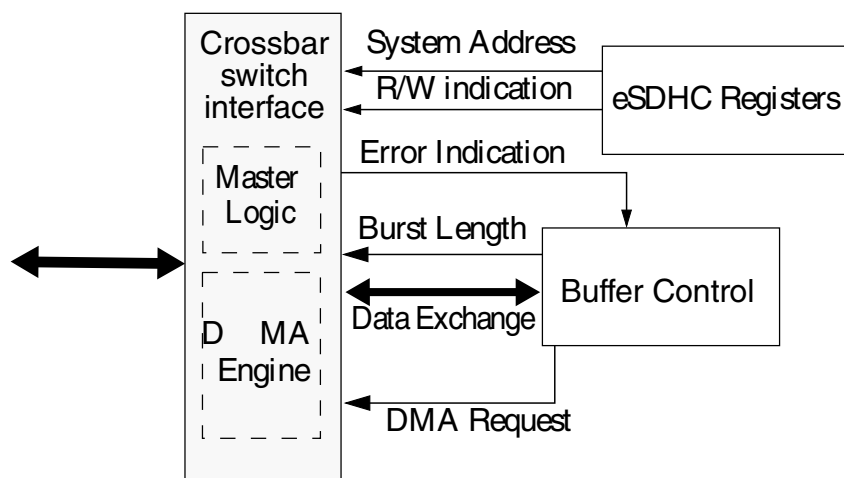 Crossbar
switch
interface
System Address
R/W indication
eSDHC Registers
Error Indication
Master
Logic
Burst Length
Buffer Control
Data Exchange
D MA
Engine
DMA Request